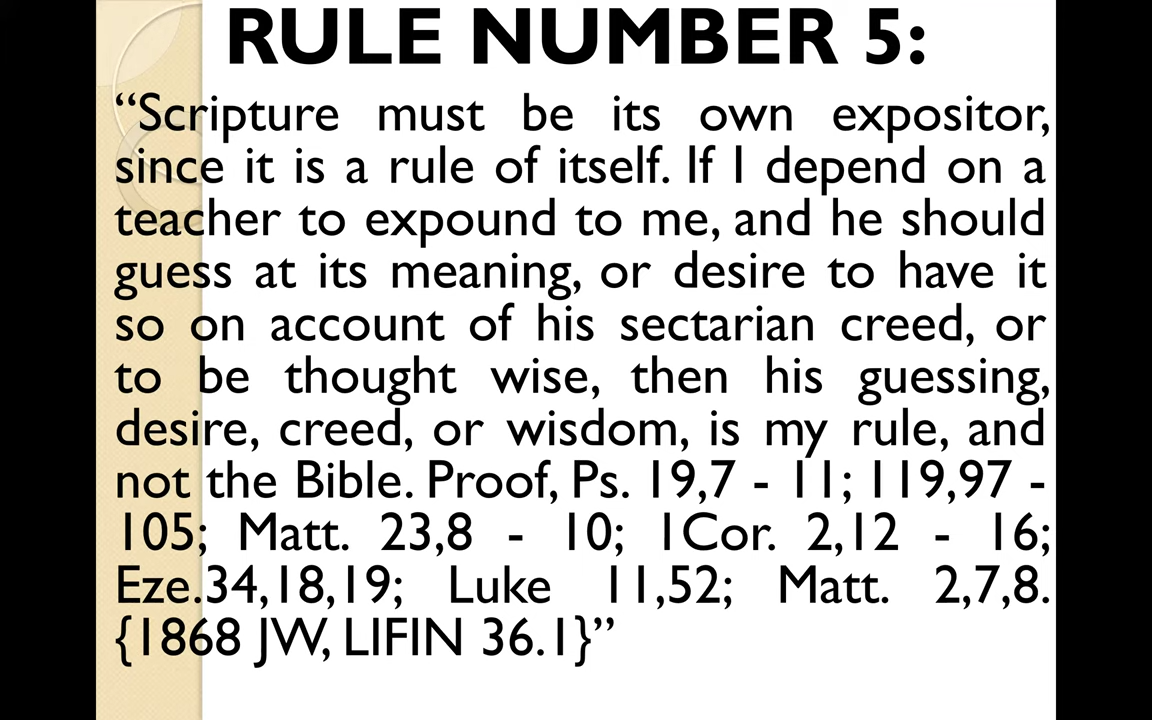 RULE NUMBER 5:
“Scripture must be its own expositor,
since it is a rule of itself. If I depend on a
teacher to expound to me, and he should
guess at its meaning, or desire to have it
so on account of his sectarian creed, or
to be thought wise, then his guessing,
desire, creed, or wisdom, is my rule, and
not the Bible. Proof, Ps. 19,7 - 11; 119,97 -
105; Matt. 23,8 - 10; 1Cor. 2,12 - 16;
Eze.34,18,19; Luke 11,52; Matt. 2,7,8.
{1868 JW, LIFIN 36.1}”